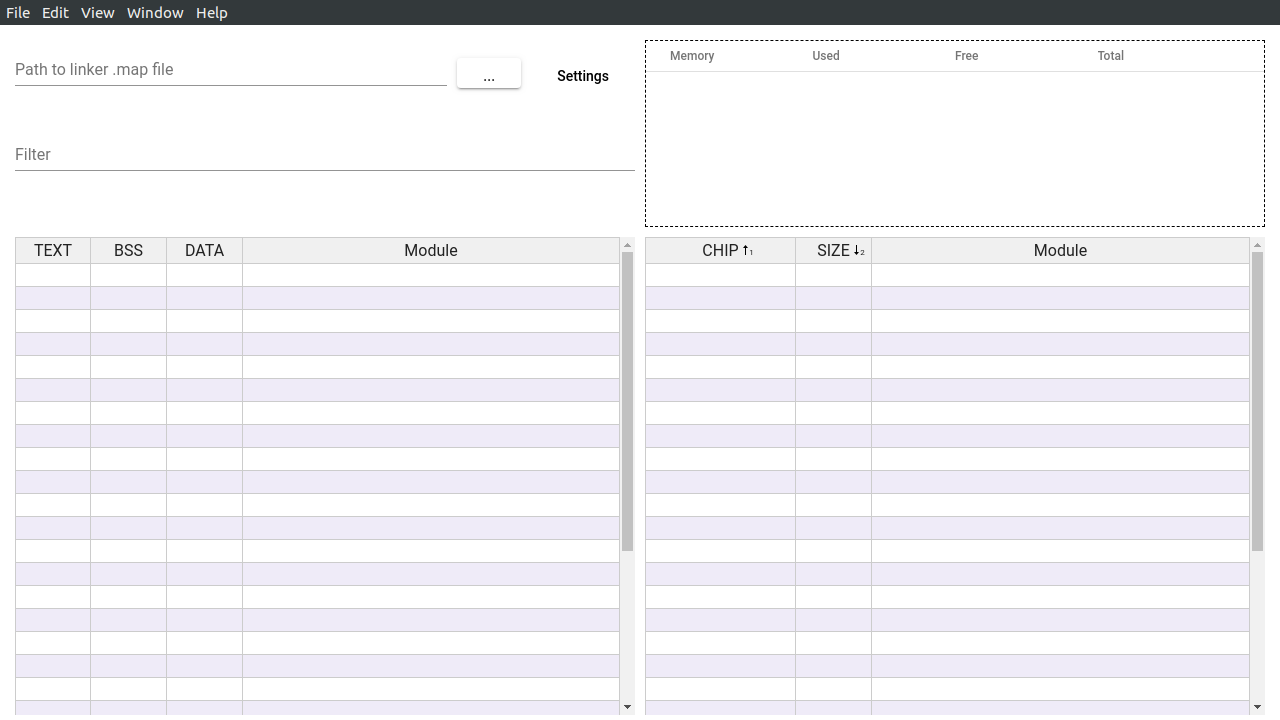 File Edit View Window Help
Path to linker .map file
...
Settings
Filter
Memory Used Free Total
TEXT BSS DATA Module
CHIP 1 SIZE 2 Module